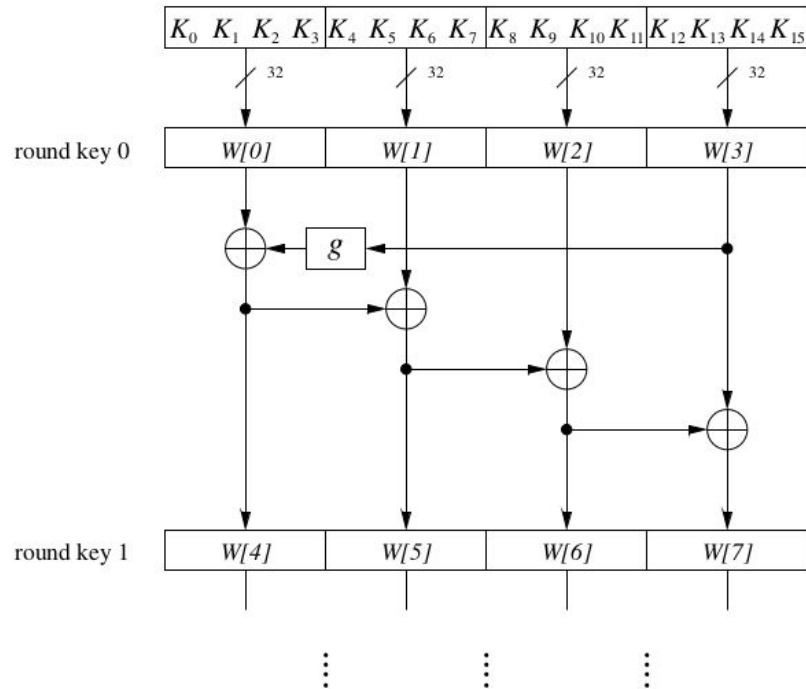 K₀ K₁ K₂ K₃ K₄ K₅ K₆ K₇ K₈ K₉ K₁₀ K₁₁ K₁₂ K₁₃ K₁₄ K₁₅
32 32 32 32
round key 0 W[0] W[1] W[2] W[3]
g
round key 1 W[4] W[5] W[6] W[7]